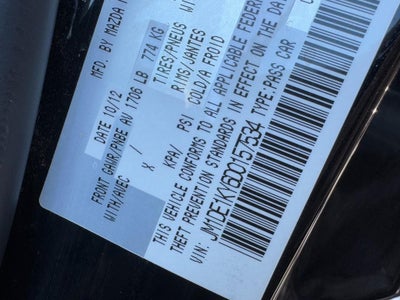 MFD. BY MAZDA
DATE 10/12
FRONT GAWR/PNBE AV 1706 LB 774 KG
WITH/AVEC
TIRES/PNEUS
X /
RIMS/JANTES
KPA/ PSI COLD/A FROID
THIS VEHICLE CONFORMS TO ALL APPLICABLE
THEFT PREVENTION STANDARDS IN EFFECT ON THE
VIN: JM1DE1KY6D0157534 TYPE: PASS CAR